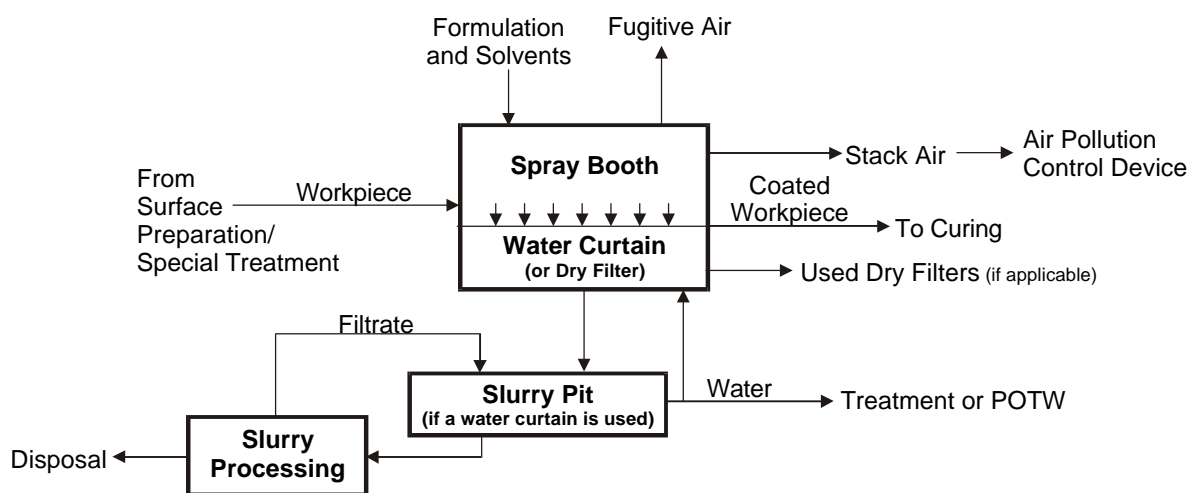 Formulation
and Solvents
Fugitive Air
Spray Booth
Stack Air
Air Pollution
Control Device
From
Surface
Preparation/
Special Treatment
Workpiece
Coated
Workpiece
To Curing
Water Curtain
(or Dry Filter)
Used Dry Filters (if applicable)
Filtrate
Slurry Pit
(if a water curtain is used)
Water
Treatment or POTW
Slurry
Processing
Disposal